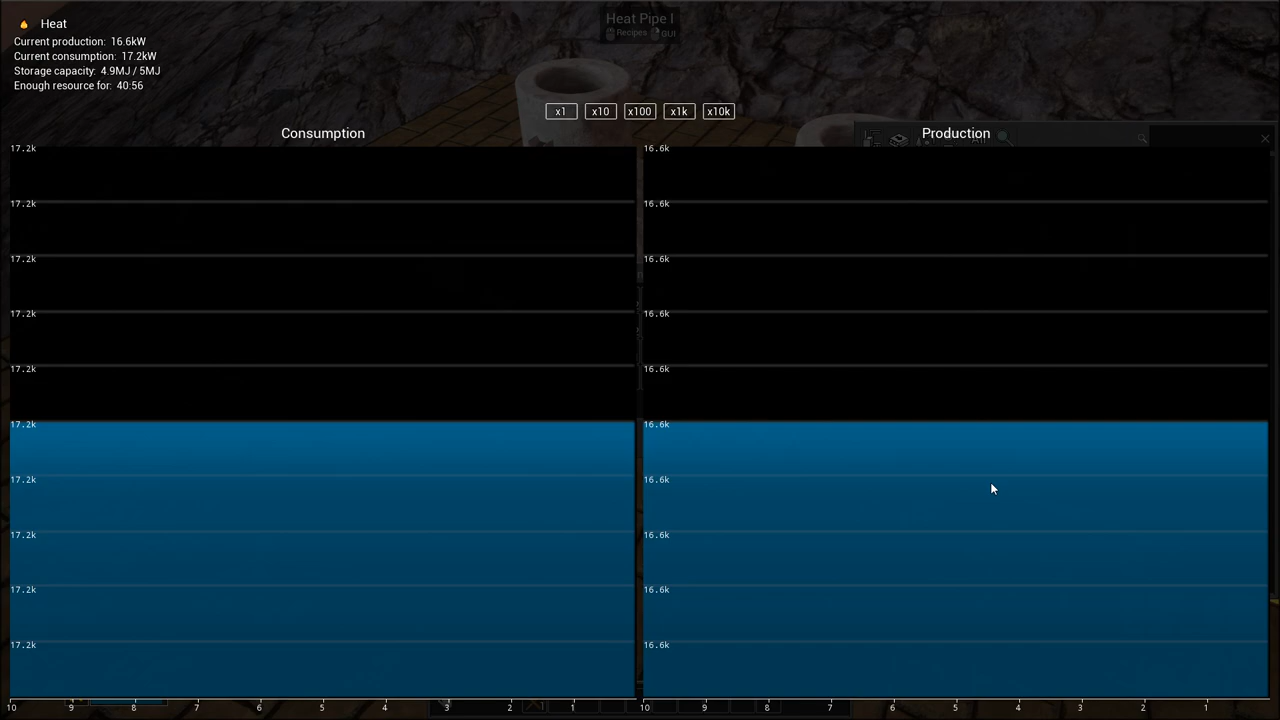 Heat
Current production: 16.6kW
Current consumption: 17.2kW
Storage capacity: 4.9MJ / 5MJ
Enough resource for: 40:56
Heat Pipe I
Recipes GUI
x1 x10 x100 x1k x10k
Consumption
17.2k
17.2k
17.2k
17.2k
17.2k
17.2k
17.2k
17.2k
17.2k
17.2k
10 9 8 7 6 5 4 3 2 1
Production
All
16.6k
16.6k
16.6k
16.6k
16.6k
16.6k
16.6k
16.6k
16.6k
16.6k
10 9 8 7 6 5 4 3 2 1